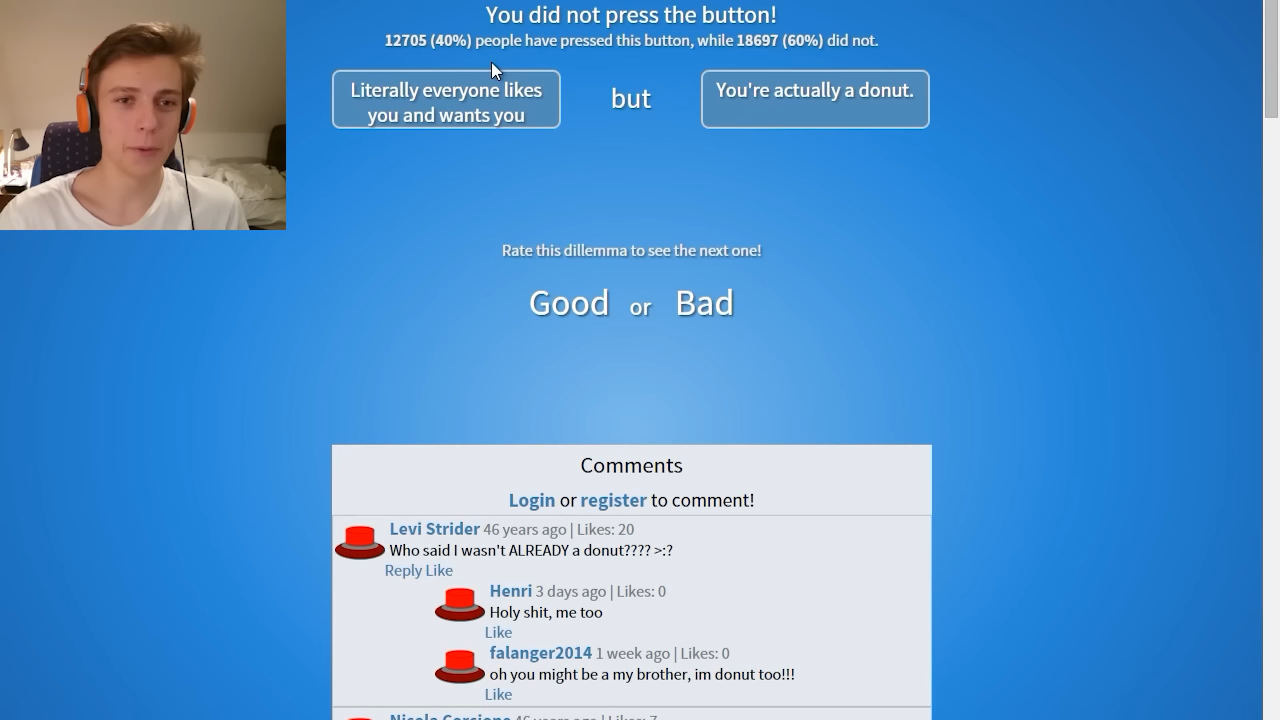 You did not press the button!
12705 (40%) people have pressed this button, while 18697 (60%) did not.
Literally everyone likes
you and wants you
but
You're actually a donut.
Rate this dillemma to see the next one!
Good or Bad
Comments
Login or register to comment!
Levi Strider 46 years ago | Likes: 20
Who said I wasn't ALREADY a donut???? >:?
Reply Like
Henri 3 days ago | Likes: 0
Holy shit, me too
Like
falanger2014 1 week ago | Likes: 0
oh you might be a my brother, im donut too!!!
Like